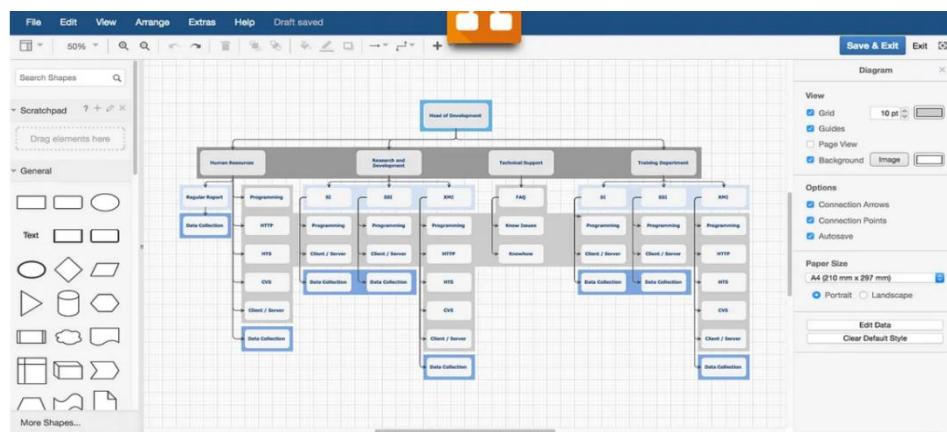 File Edit View Arrange Extras Help Draft saved
50%
Save & Exit Exit
Search Shapes
Scratchpad ?
Drag elements here
General
Text
More Shapes...
Head of Development
Human Resources Research and Development Technical Support Training Department
Regular Report Programming SI SSI XMI FAQ SI SSI XMI
Data Collection HTTP Programming Programming Programming Know Issues Programming Programming Programming
HTS Client / Server Client / Server HTTP Knowhow Client / Server Client / Server HTTP
CVS Data Collection Data Collection HTS Data Collection Data Collection HTS
Client / Server CVS CVS
Data Collection Client / Server Client / Server
Data Collection Data Collection
Diagram
View
Grid 10 pt
Guides
Page View
Background Image
Options
Connection Arrows
Connection Points
Autosave
Paper Size
A4 (210 mm x 297 mm)
Portrait Landscape
Edit Data
Clear Default Style